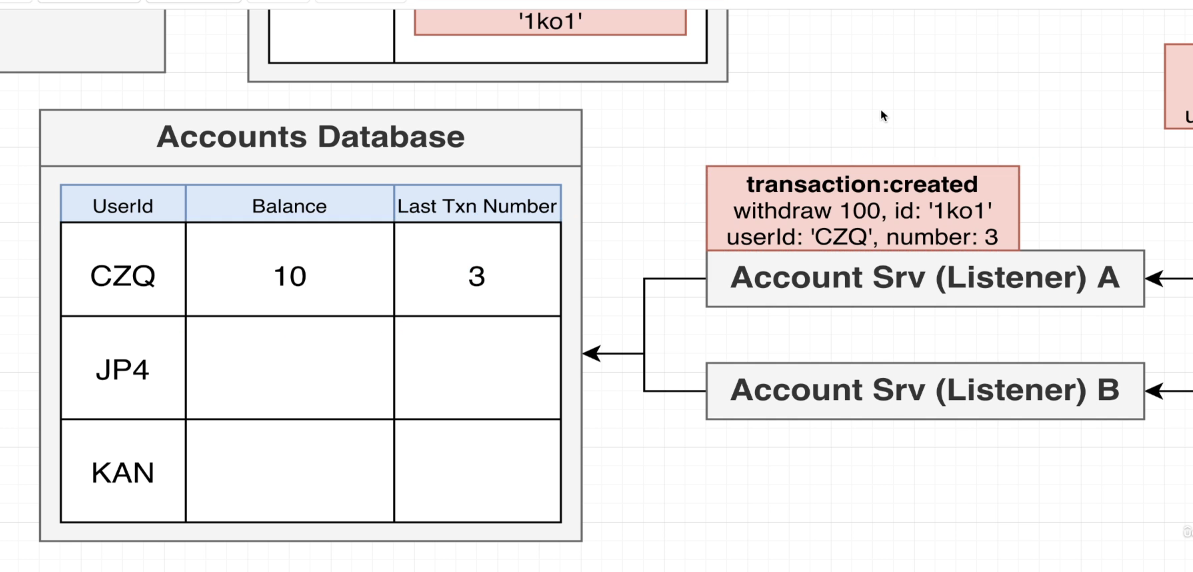 '1ko1'
Accounts Database
UserId
Balance
Last Txn Number
CZQ
10
3
JP4
KAN
transaction:created
withdraw 100, id: '1ko1'
userId: 'CZQ', number: 3
Account Srv (Listener) A
Account Srv (Listener) B